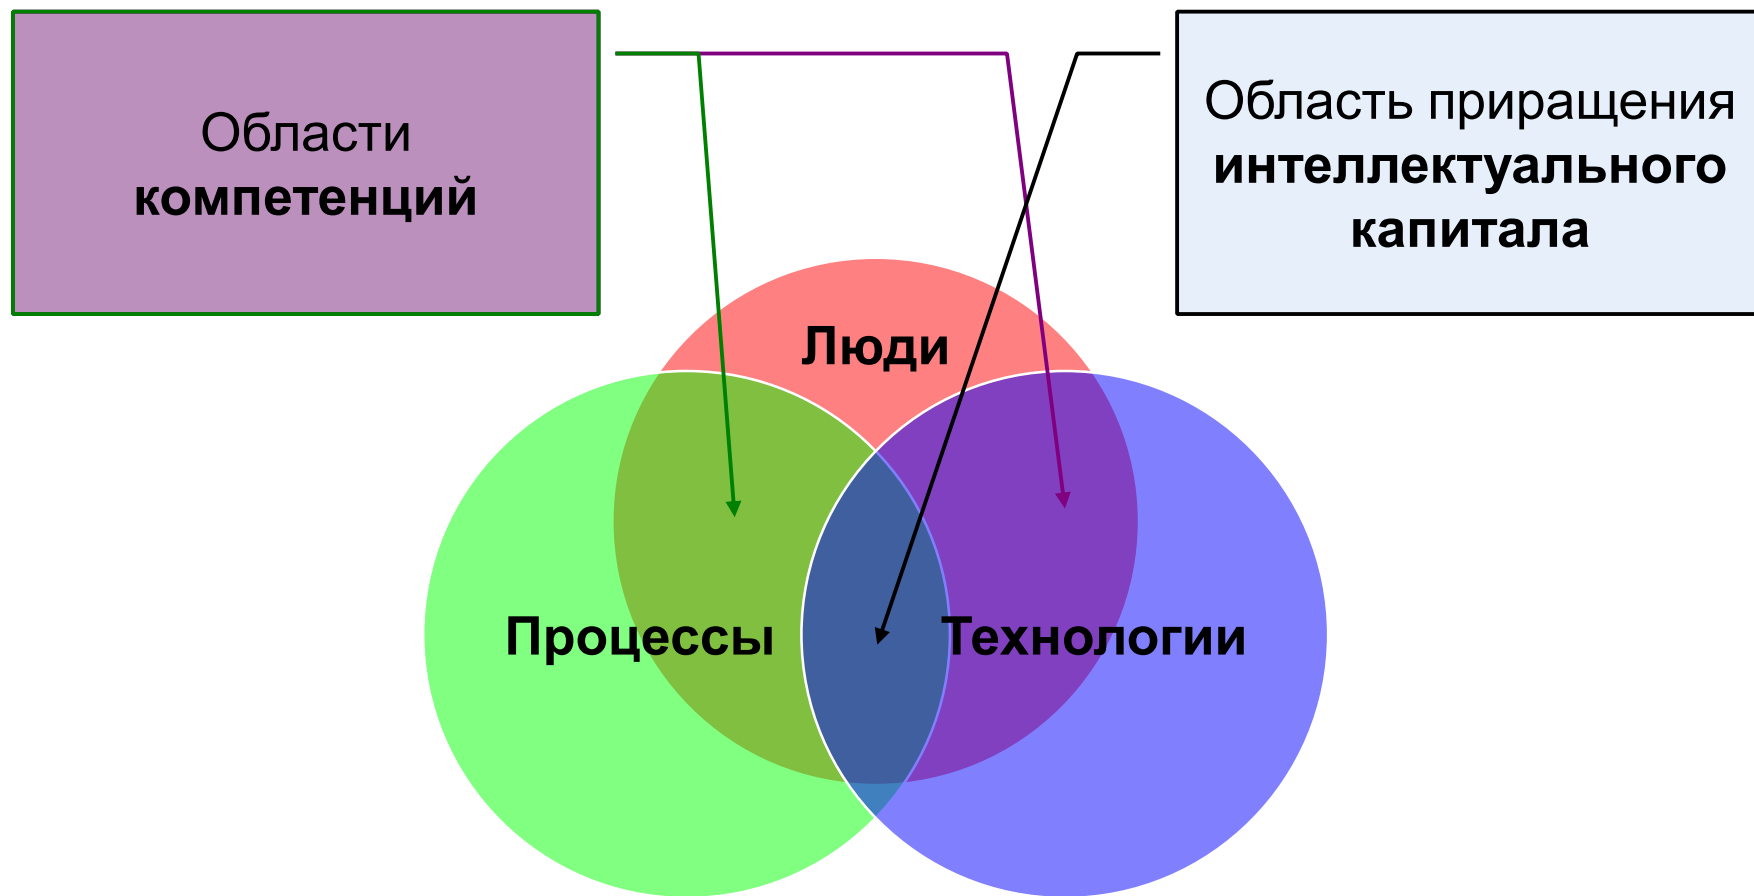 Области
компетенций
Область приращения
интеллектуального
капитала
Люди
Процессы
Технологии